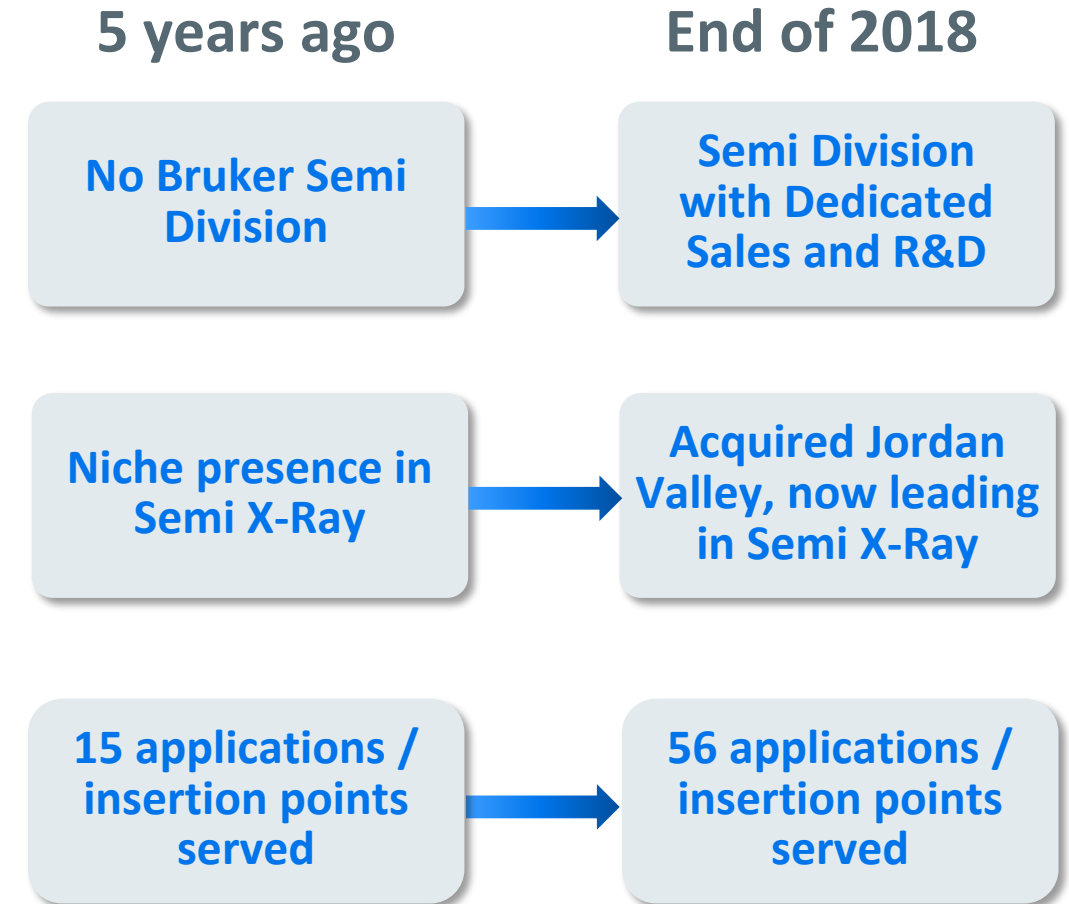 5 years ago
End of 2018
No Bruker Semi
Division
Semi Division
with Dedicated
Sales and R&D
Niche presence in
Semi X-Ray
Acquired Jordan
Valley, now leading
in Semi X-Ray
15 applications /
insertion points
served
56 applications /
insertion points
served